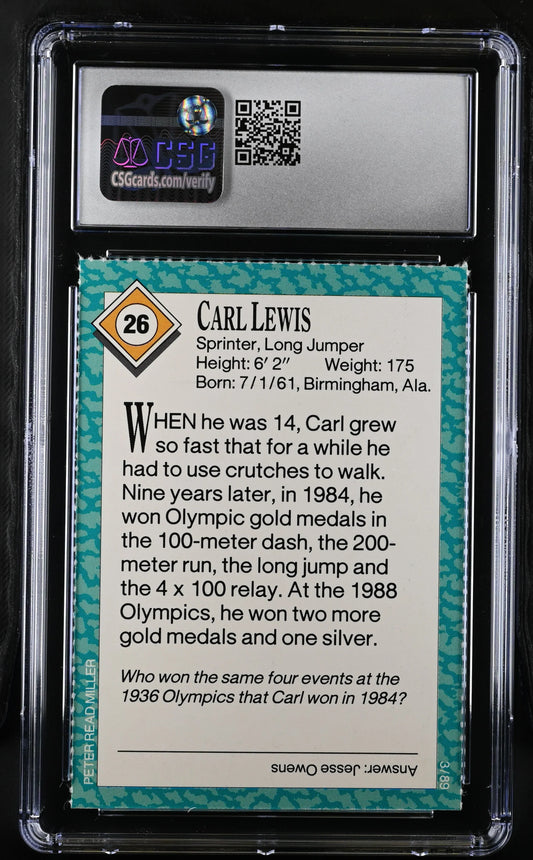 CSG
CSGcards.com/verify
26
CARL LEWIS
Sprinter, Long Jumper
Height: 6' 2" Weight: 175
Born: 7/1/61, Birmingham, Ala.
WHEN he was 14, Carl grew
so fast that for a while he
had to use crutches to walk.
Nine years later, in 1984, he
won Olympic gold medals in
the 100-meter dash, the 200-
meter run, the long jump and
the 4 x 100 relay. At the 1988
Olympics, he won two more
gold medals and one silver.
Who won the same four events at the
1936 Olympics that Carl won in 1984?
Answer: Jesse Owens
PETER READ MILLER
3/89